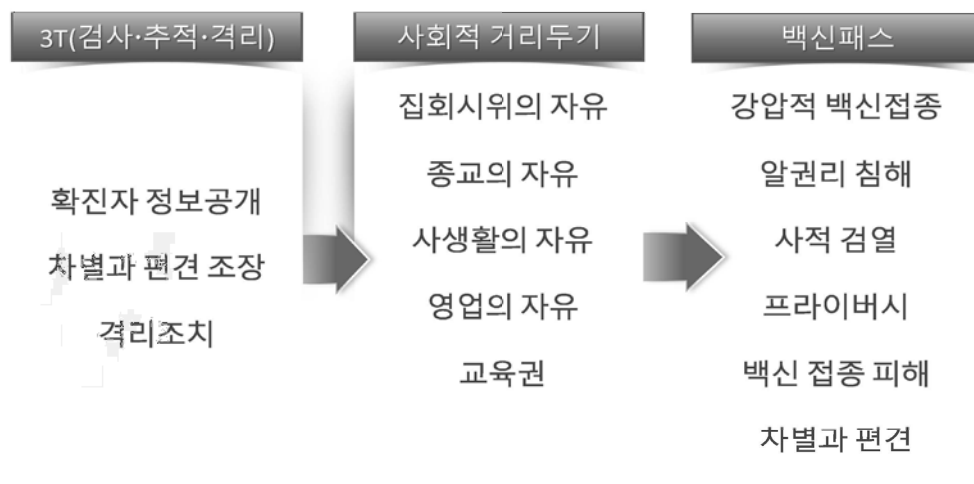 3T(검사·추적·격리)
확진자 정보공개
차별과 편견 조장
격리조치
사회적 거리두기
집회시위의 자유
종교의 자유
사생활의 자유
영업의 자유
교육권
백신패스
강압적 백신접종
알권리 침해
사적 검열
프라이버시
백신 접종 피해
차별과 편견